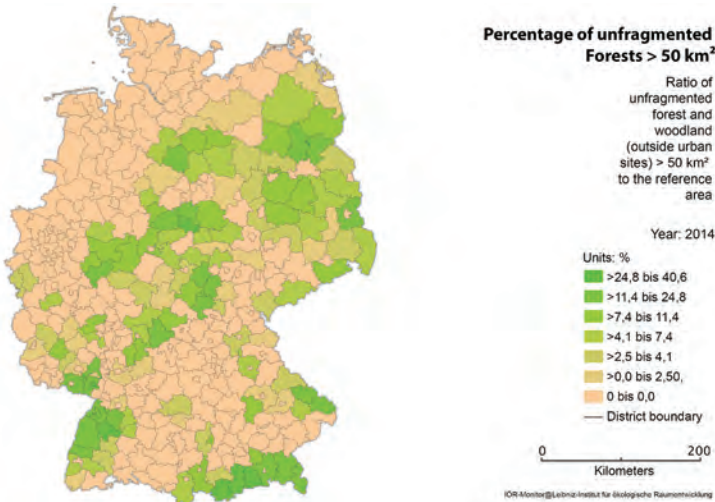 Percentage of unfragmented
Forests > 50 km²
Ratio of
unfragmented
forest and
woodland
(outside urban
sites) > 50 km²
to the reference
area
Year: 2014
Units: %
>24,8 bis 40,6
>11,4 bis 24,8
>7,4 bis 11,4
>4,1 bis 7,4
>2,5 bis 4,1
>0,0 bis 2,50,
0 bis 0,0
District boundary
0 200
Kilometers
IÖR-Monitor@Leibniz-Institut für ökologische Raumentwicklung